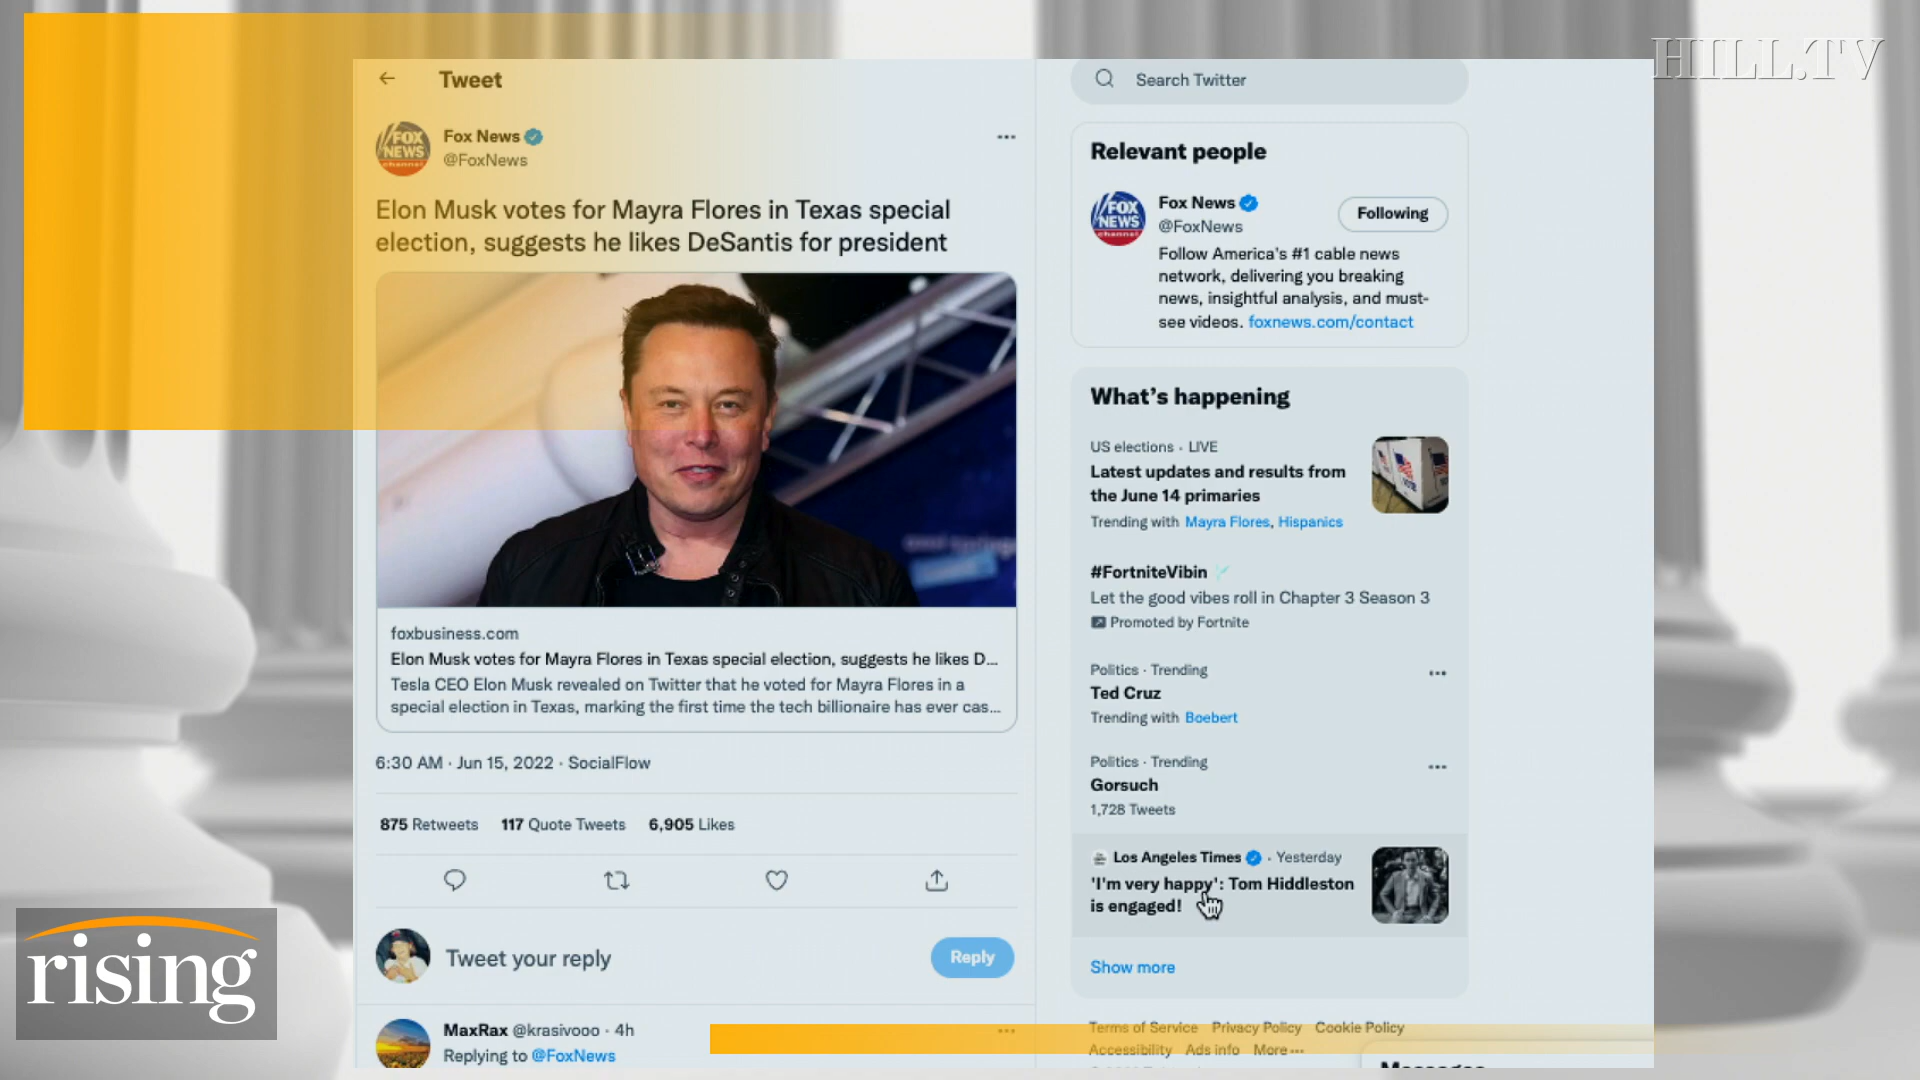 HILL.TV
Tweet
Fox News
@FoxNews
Elon Musk votes for Mayra Flores in Texas special
election, suggests he likes DeSantis for president
foxbusiness.com
Elon Musk votes for Mayra Flores in Texas special election, suggests he likes D...
Tesla CEO Elon Musk revealed on Twitter that he voted for Mayra Flores in a
special election in Texas, marking the first time the tech billionaire has ever cas...
6:30 AM · Jun 15, 2022 · SocialFlow
875 Retweets 117 Quote Tweets 6,905 Likes
Tweet your reply
Reply
MaxRax @krasivooo · 4h
Replying to @FoxNews
Search Twitter
Relevant people
FOX
NEWS
channel
Fox News
@FoxNews
Following
Follow America's #1 cable news
network, delivering you breaking
news, insightful analysis, and must-
see videos. foxnews.com/contact
What's happening
US elections · LIVE
Latest updates and results from
the June 14 primaries
Trending with Mayra Flores, Hispanics
#FortniteVibin
Let the good vibes roll in Chapter 3 Season 3
Promoted by Fortnite
Politics · Trending
Ted Cruz
Trending with Boebert
Politics · Trending
Gorsuch
1,728 Tweets
Los Angeles Times · Yesterday
'I'm very happy': Tom Hiddleston
is engaged!
Show more
Terms of Service Privacy Policy Cookie Policy
Accessibility Ads info More...
rising